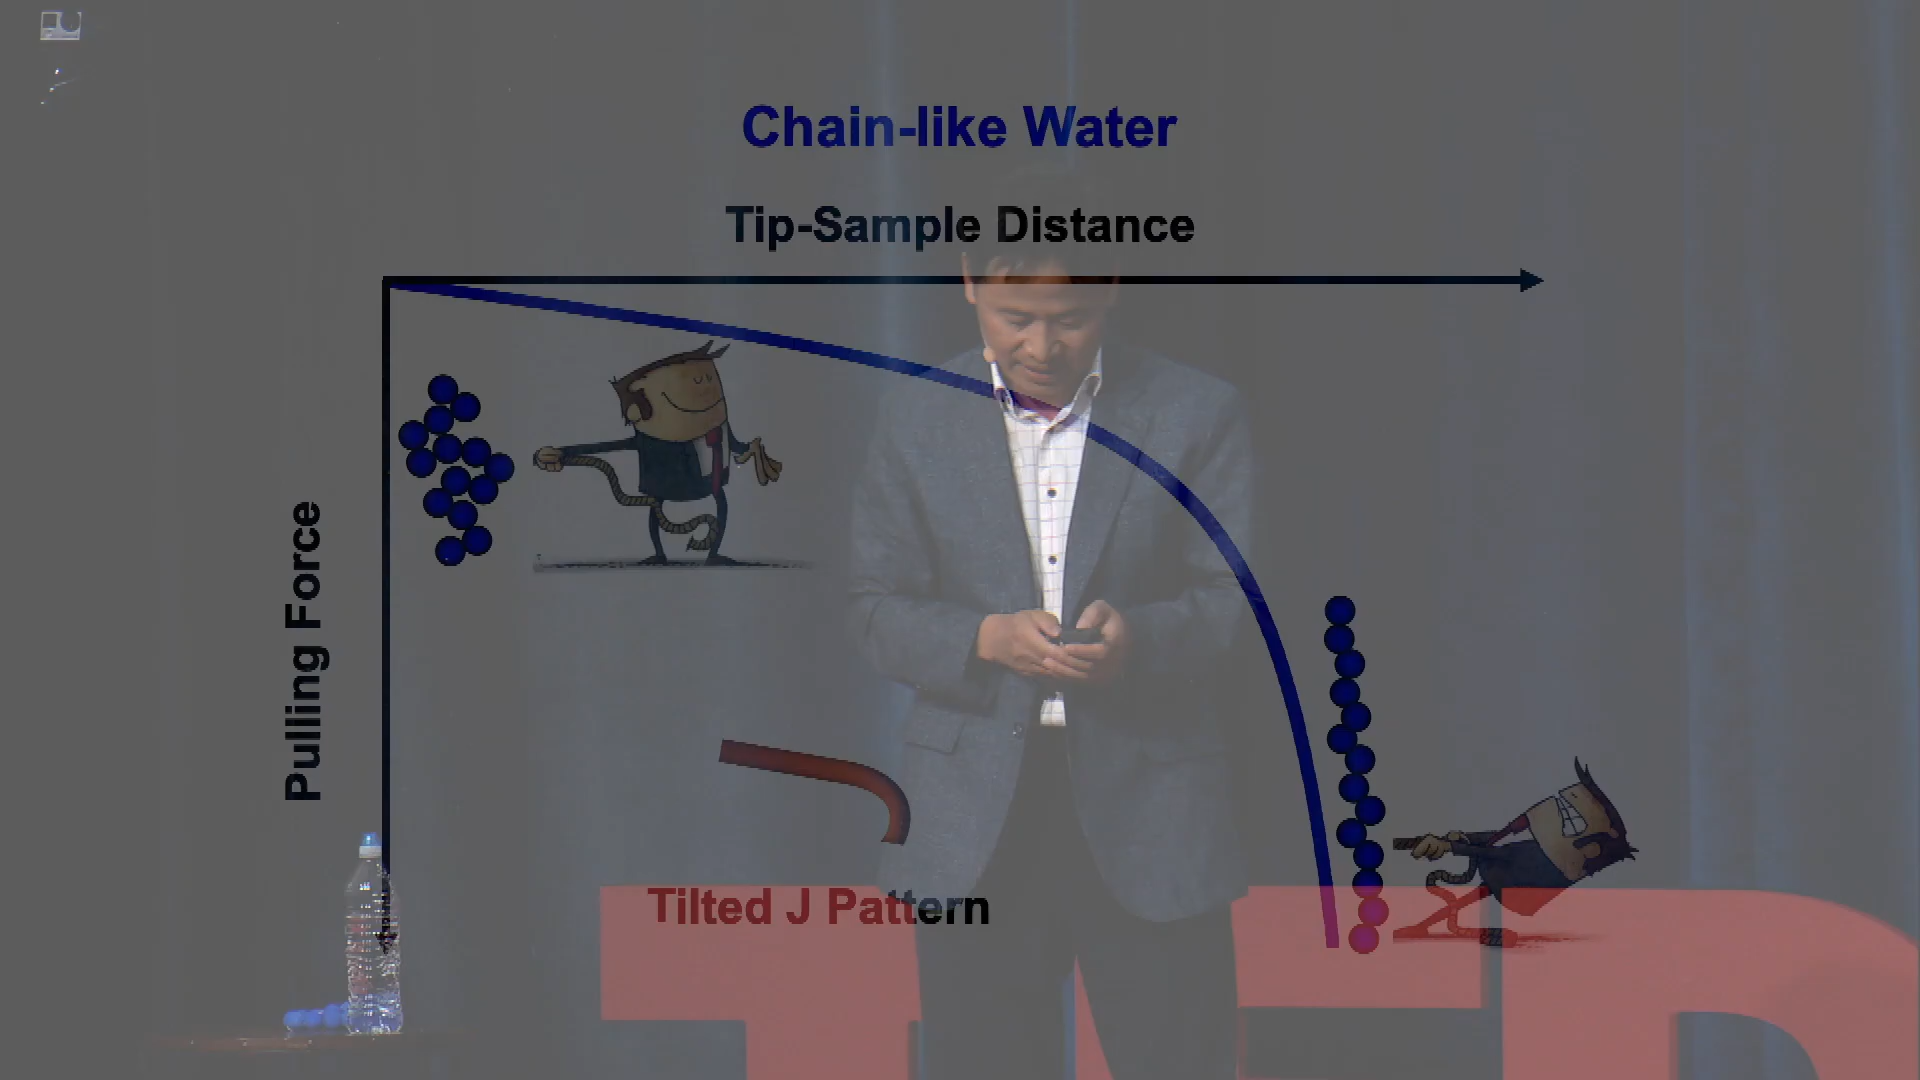 Chain-like Water
Tip-Sample Distance
Pulling Force
Tilted J Pattern